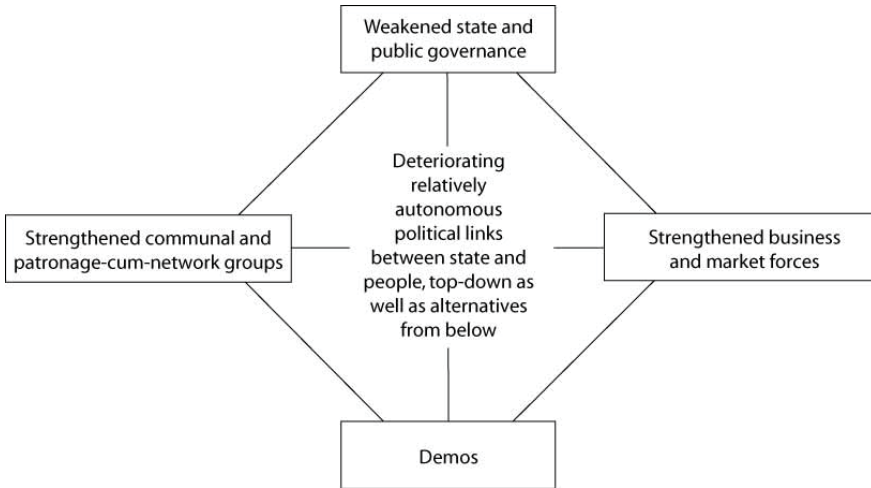 Weakened state and
public governance
Deteriorating
relatively
autonomous
political links
between state and
people, top-down as
well as alternatives
from below
Strengthened communal and
patronage-cum-network groups
Strengthened business
and market forces
Demos